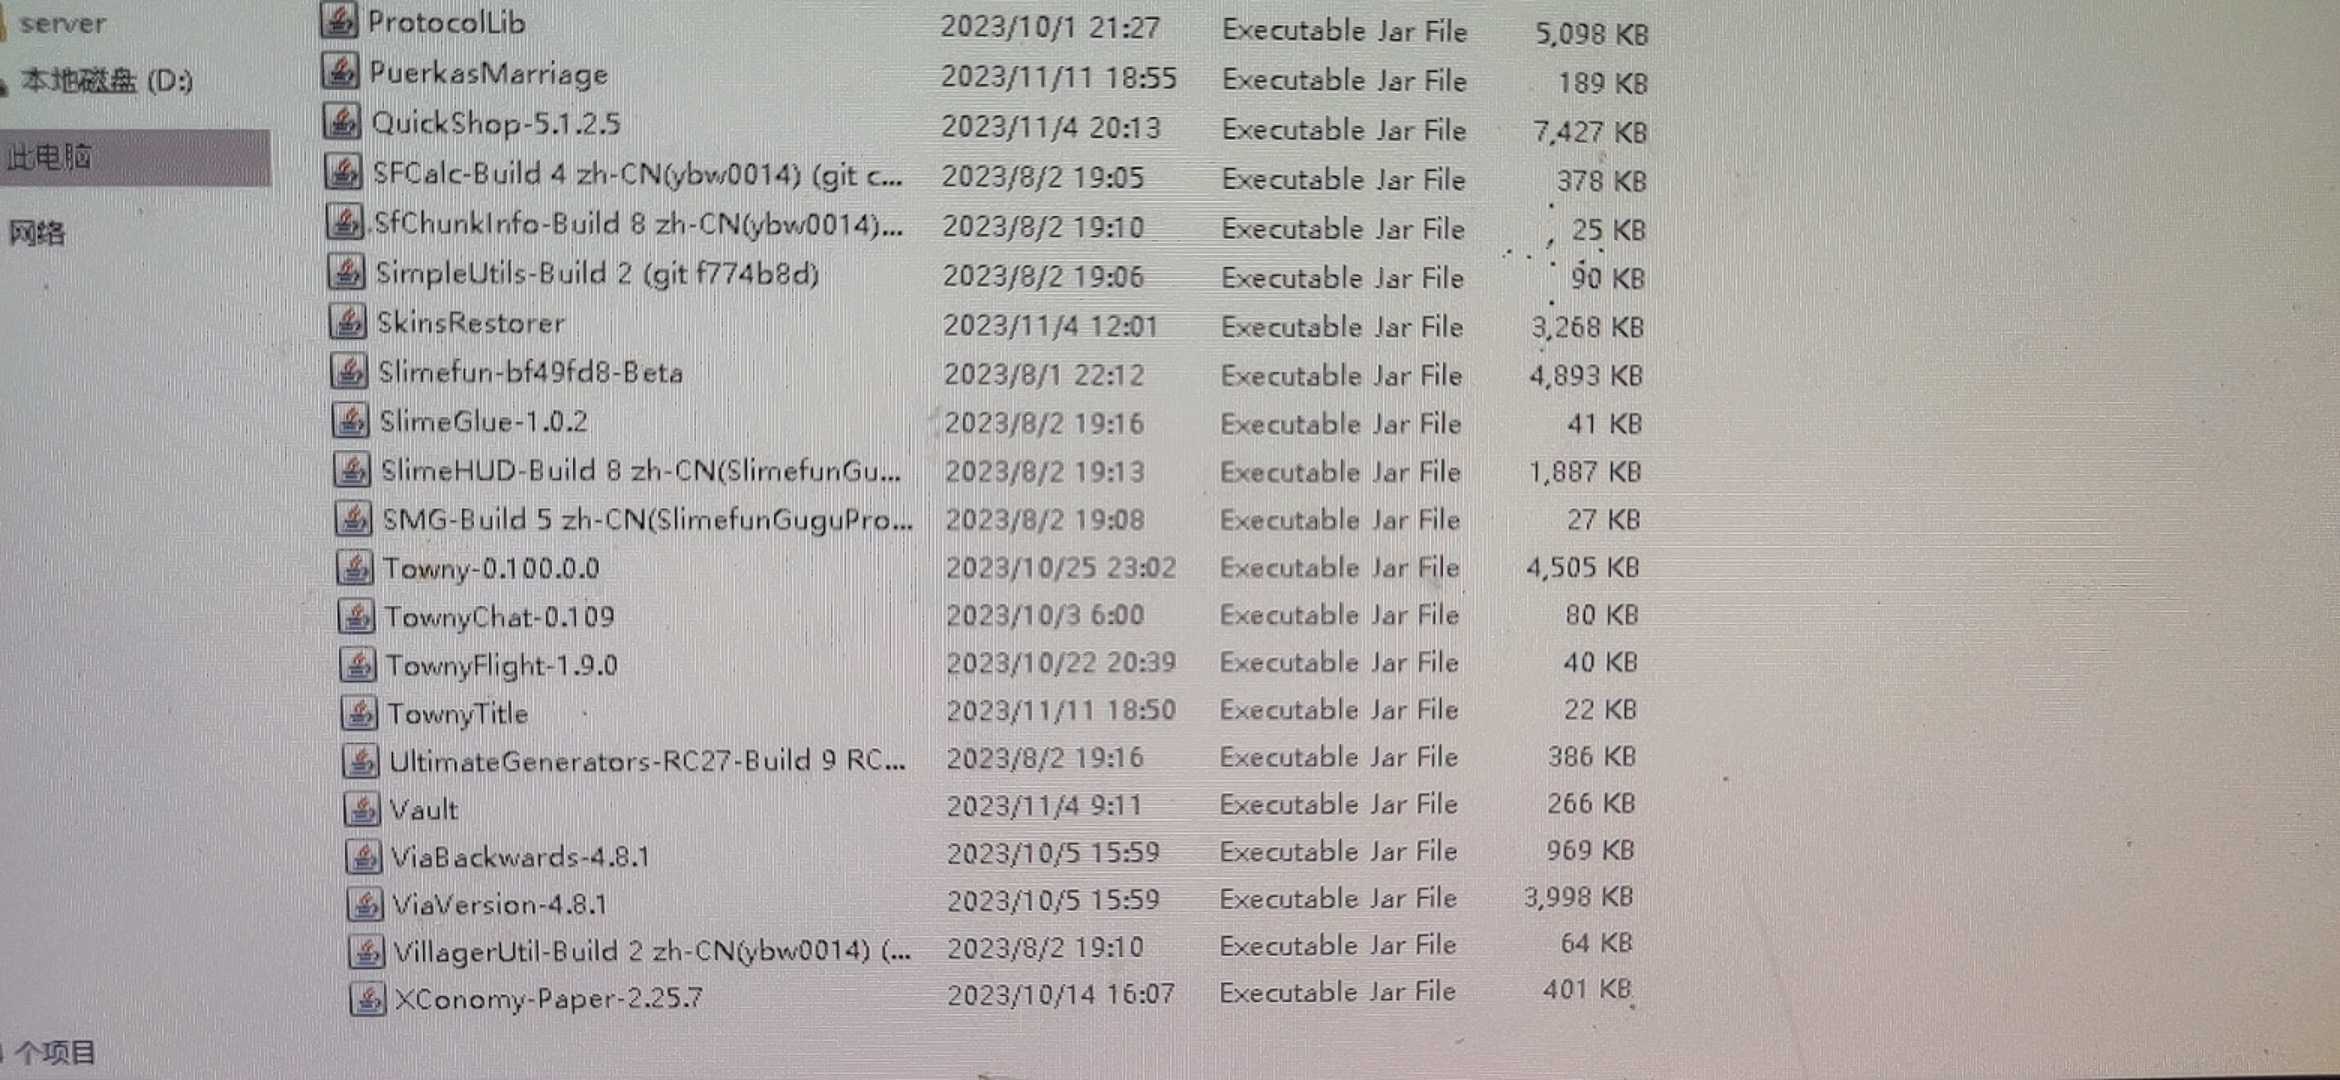 server
本地磁盘 (D:)
此电脑
网络
ProtocolLib 2023/10/1 21:27 Executable Jar File 5,098 KB
PuerkasMarriage 2023/11/11 18:55 Executable Jar File 189 KB
QuickShop-5.1.2.5 2023/11/4 20:13 Executable Jar File 7,427 KB
SFCalc-Build 4 zh-CN(ybw0014) (git c... 2023/8/2 19:05 Executable Jar File 378 KB
SfChunkInfo-Build 8 zh-CN(ybw0014)... 2023/8/2 19:10 Executable Jar File 25 KB
SimpleUtils-Build 2 (git f774b8d) 2023/8/2 19:06 Executable Jar File 90 KB
SkinsRestorer 2023/11/4 12:01 Executable Jar File 3,268 KB
Slimefun-bf49fd8-Beta 2023/8/1 22:12 Executable Jar File 4,893 KB
SlimeGlue-1.0.2 2023/8/2 19:16 Executable Jar File 41 KB
SlimeHUD-Build 8 zh-CN(SlimefunGu... 2023/8/2 19:13 Executable Jar File 1,887 KB
SMG-Build 5 zh-CN(SlimefunGuguPro... 2023/8/2 19:08 Executable Jar File 27 KB
Towny-0.100.0.0 2023/10/25 23:02 Executable Jar File 4,505 KB
TownyChat-0.109 2023/10/3 6:00 Executable Jar File 80 KB
TownyFlight-1.9.0 2023/10/22 20:39 Executable Jar File 40 KB
TownyTitle 2023/11/11 18:50 Executable Jar File 22 KB
UltimateGenerators-RC27-Build 9 RC... 2023/8/2 19:16 Executable Jar File 386 KB
Vault 2023/11/4 9:11 Executable Jar File 266 KB
ViaBackwards-4.8.1 2023/10/5 15:59 Executable Jar File 969 KB
ViaVersion-4.8.1 2023/10/5 15:59 Executable Jar File 3,998 KB
VillagerUtil-Build 2 zh-CN(ybw0014) (... 2023/8/2 19:10 Executable Jar File 64 KB
XConomy-Paper-2.25.7 2023/10/14 16:07 Executable Jar File 401 KB
个项目